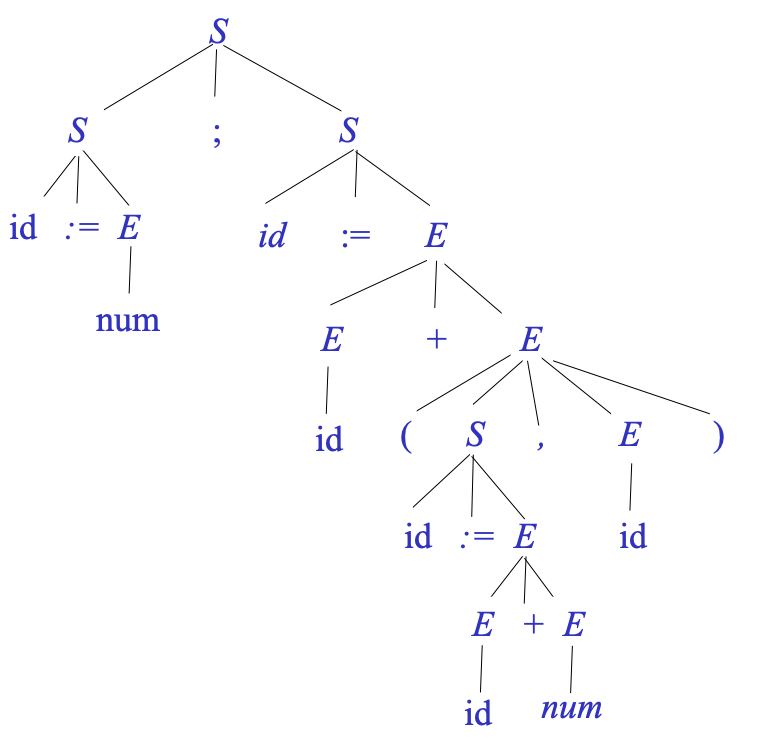 S
S ; S
id := E id := E
num
E + E
id ( S , E )
id := E id
E + E
id num